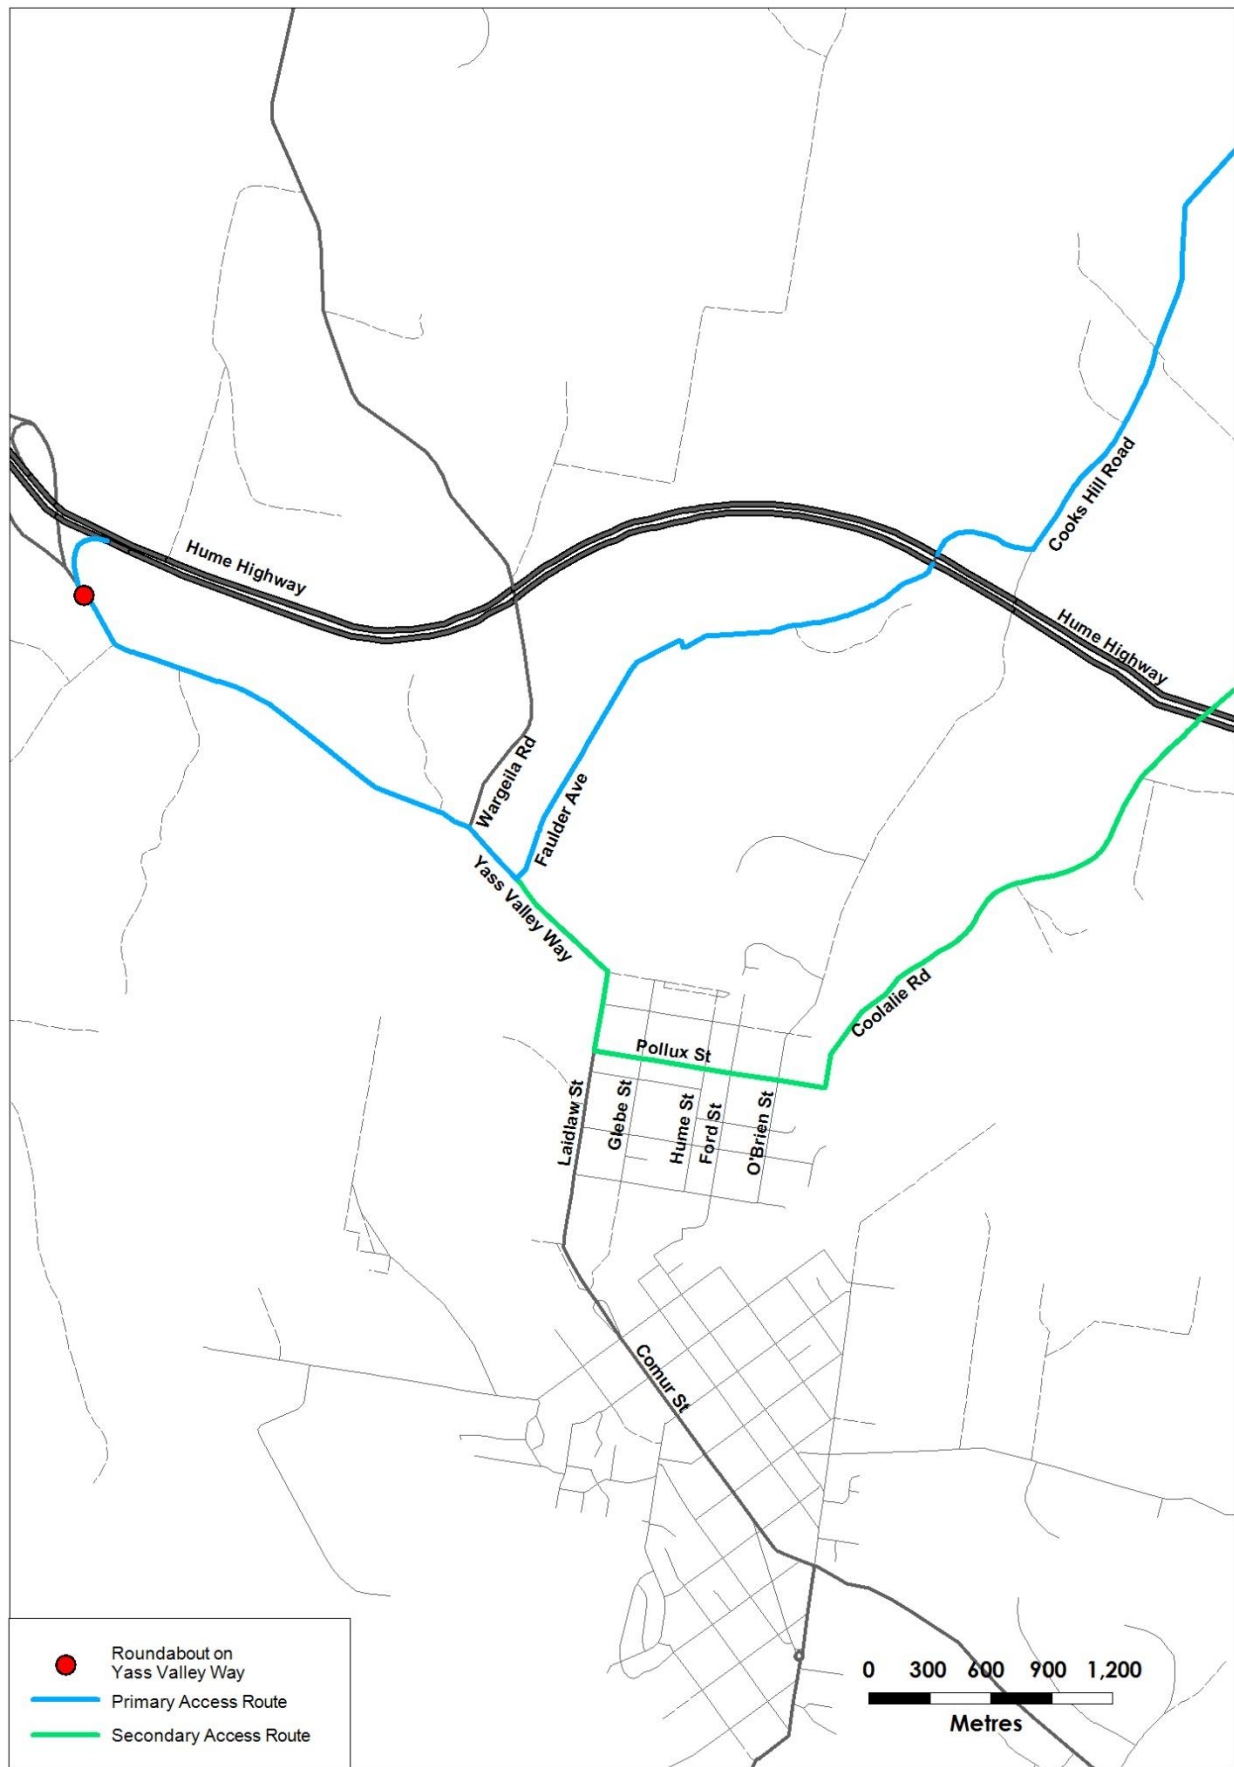 Cooks Hill Road
Hume Highway
Hume Highway
Wargeila Rd
Faulder Ave
Yass Valley Way
Coolalie Rd
Pollux St
Laidlaw St
Glebe St
Hume St
Ford St
O'Brien St
Comur St
Roundabout on
Yass Valley Way
Primary Access Route
Secondary Access Route
0 300 600 900 1,200
Metres